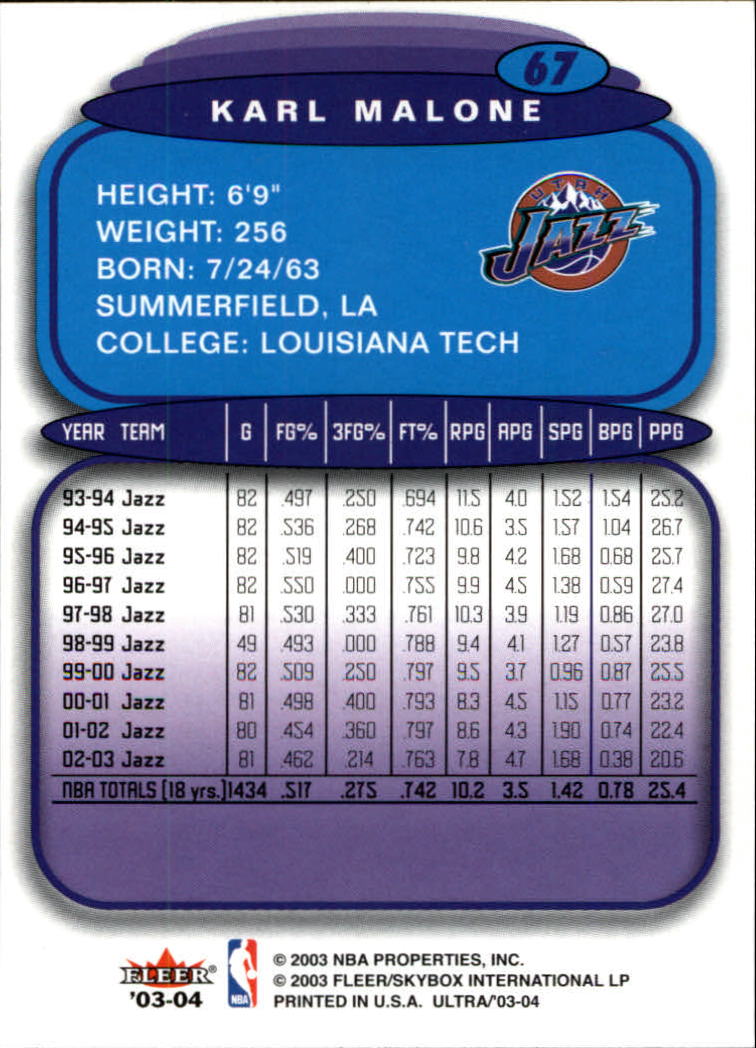 67
KARL MALONE
HEIGHT: 6'9"
WEIGHT: 256
BORN: 7/24/63
SUMMERFIELD, LA
COLLEGE: LOUISIANA TECH
UTAH
JAZZ
YEAR TEAM G FG% 3FG% FT% RPG APG SPG BPG PPG
93-94 Jazz 82 .497 .250 .694 11.5 4.0 1.52 1.54 25.2
94-95 Jazz 82 .536 .268 .742 10.6 3.5 1.57 1.04 26.7
95-96 Jazz 82 .519 .400 .723 9.8 4.2 1.68 0.68 25.7
96-97 Jazz 82 .550 .000 .755 9.9 4.5 1.38 0.59 27.4
97-98 Jazz 81 .530 .333 .761 10.3 3.9 1.19 0.86 27.0
98-99 Jazz 49 .493 .000 .788 9.4 4.1 1.27 0.57 23.8
99-00 Jazz 82 .509 .250 .797 9.5 3.7 0.96 0.87 25.5
00-01 Jazz 81 .498 .400 .793 8.3 4.5 1.15 0.77 23.2
01-02 Jazz 80 .454 .360 .797 8.6 4.3 1.90 0.74 22.4
02-03 Jazz 81 .462 .214 .763 7.8 4.7 1.68 0.38 20.6
NBA TOTALS (18 yrs.) 1434 .517 .275 .742 10.2 3.5 1.42 0.78 25.4
FLEER®
'03-04
NBA
© 2003 NBA PROPERTIES, INC.
© 2003 FLEER/SKYBOX INTERNATIONAL LP
PRINTED IN U.S.A. ULTRA/'03-04